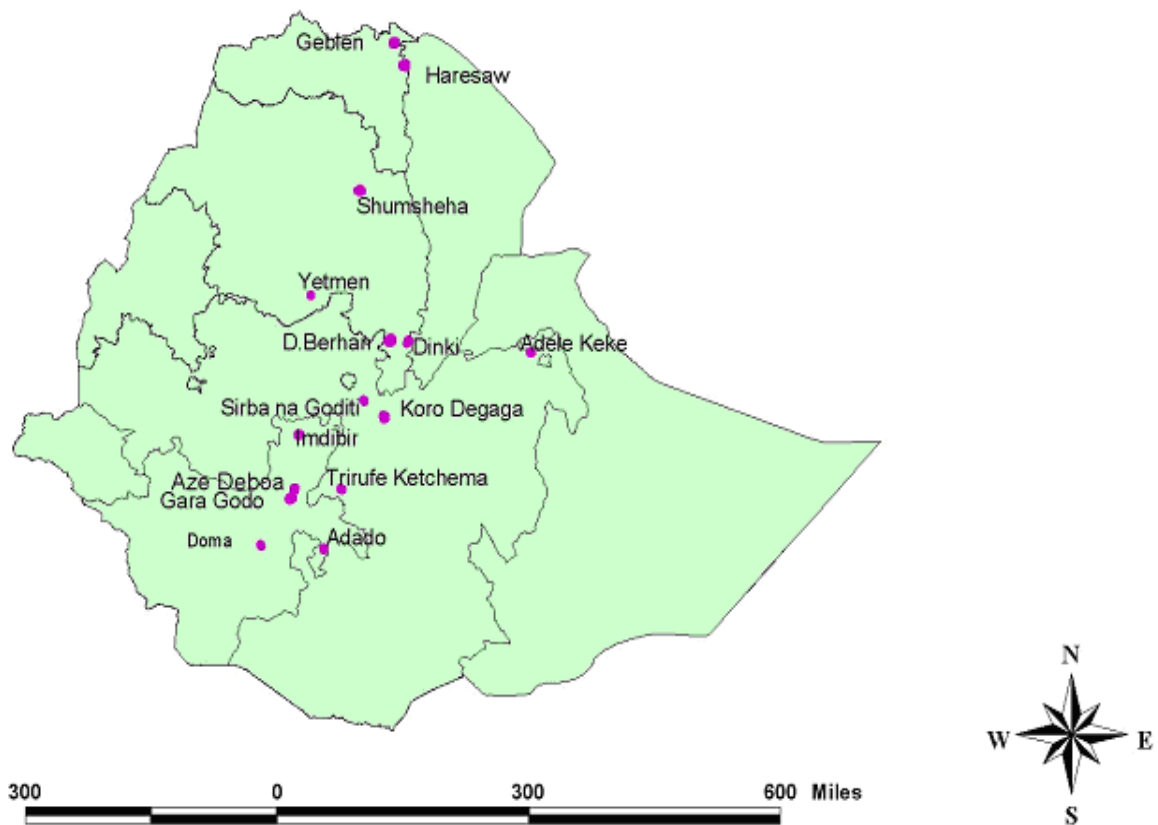 Geblen
Haresaw
Shumsheha
Yetmen
D.Berhan
Dinki
Adele Keke
Sirba na Goditi
Koro Degaga
Imdibir
Aze Deboa
Trirufe Ketchema
Gara Godo
Doma
Adado
N
W
E
S
300 0 300 600 Miles